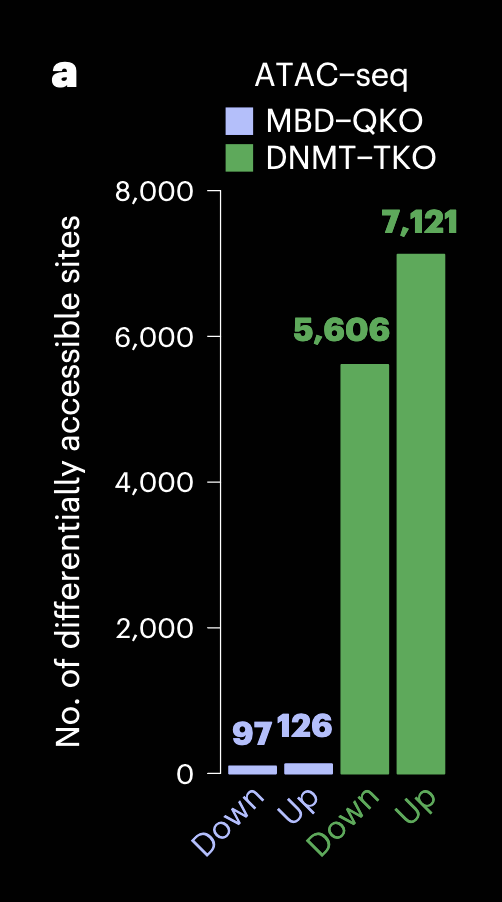 a
ATAC–seq
MBD–QKO
DNMT–TKO
No. of differentially accessible sites
8,000
6,000
4,000
2,000
0
97
126
5,606
7,121
Down
Up
Down
Up